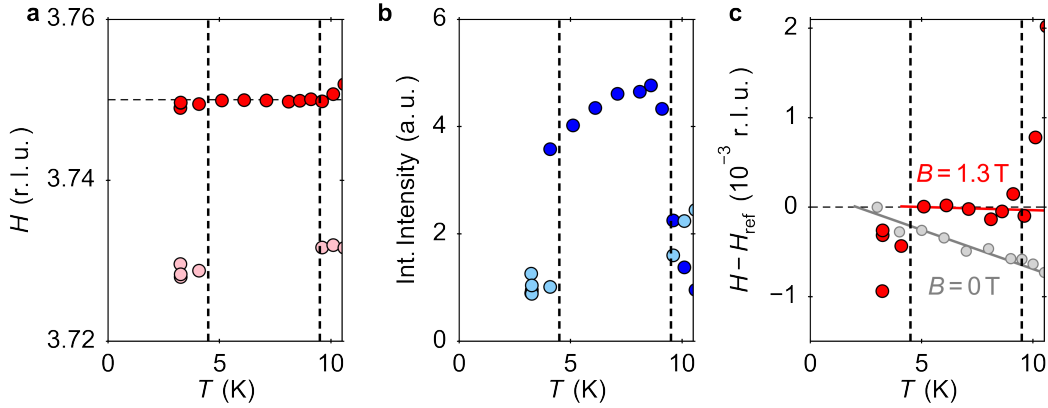 a
3.76
3.74
3.72
H (r. l. u.)
0
5
10
T (K)
b
6
4
2
0
Int. Intensity (a. u.)
0
5
10
T (K)
c
2
1
0
−1
H − H_ref (10⁻³ r. l. u.)
B = 1.3 T
B = 0 T
0
5
10
T (K)